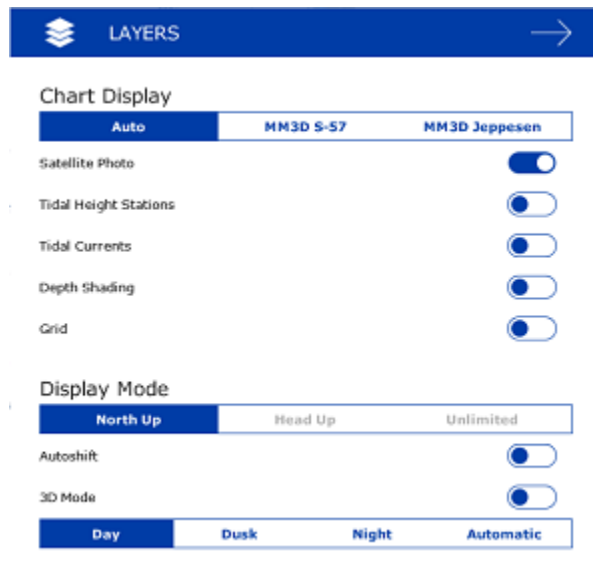 LAYERS
Chart Display
Auto MM3D S-57 MM3D Jeppesen
Satellite Photo
Tidal Height Stations
Tidal Currents
Depth Shading
Grid
Display Mode
North Up Head Up Unlimited
Autoshift
3D Mode
Day Dusk Night Automatic